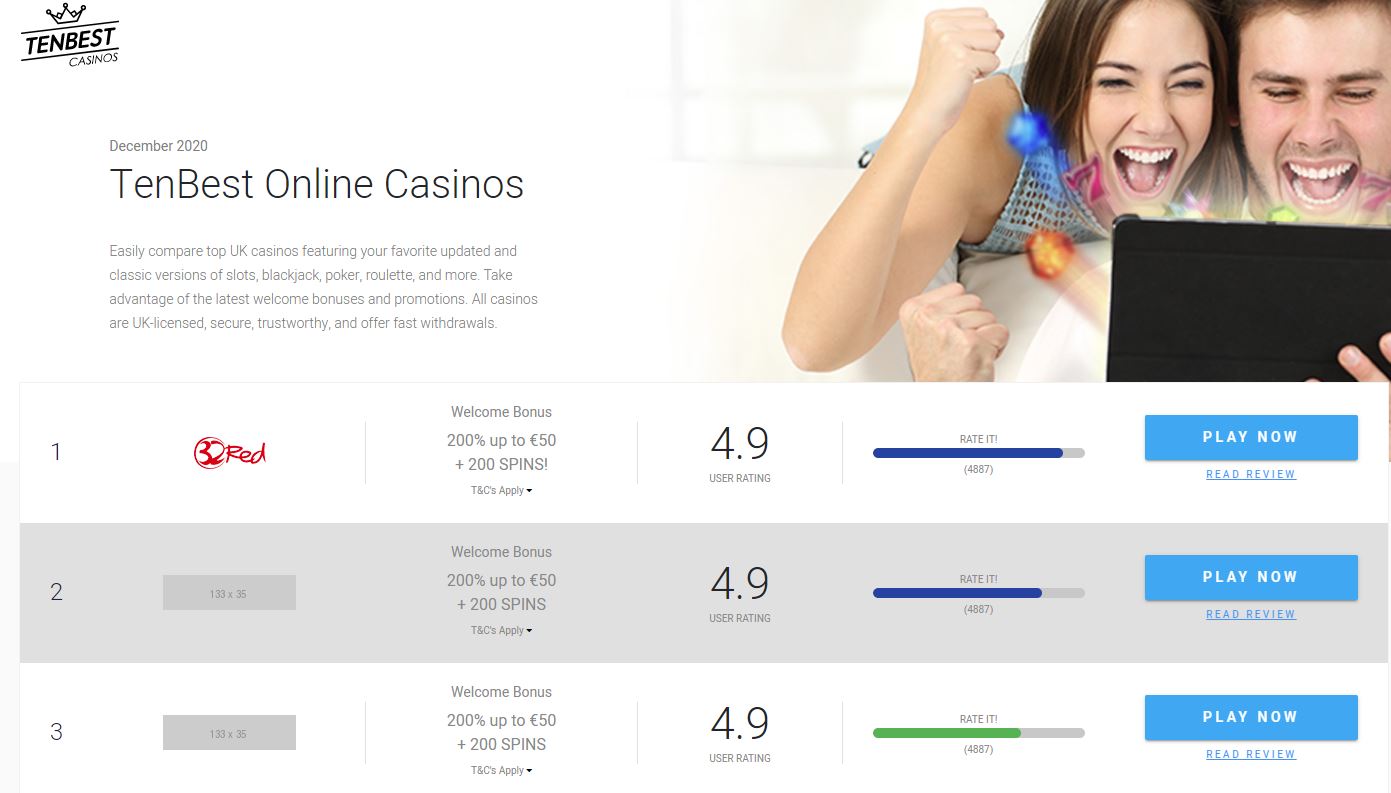 TENBEST
CASINOS
December 2020
TenBest Online Casinos
Easily compare top UK casinos featuring your favorite updated and
classic versions of slots, blackjack, poker, roulette, and more. Take
advantage of the latest welcome bonuses and promotions. All casinos
are UK-licensed, secure, trustworthy, and offer fast withdrawals.
1
32Red
Welcome Bonus
200% up to €50
+ 200 SPINS!
T&C's Apply
4.9
USER RATING
RATE IT!
(4887)
PLAY NOW
READ REVIEW
2
133 x 35
Welcome Bonus
200% up to €50
+ 200 SPINS
T&C's Apply
4.9
USER RATING
RATE IT!
(4887)
PLAY NOW
READ REVIEW
3
133 x 35
Welcome Bonus
200% up to €50
+ 200 SPINS
T&C's Apply
4.9
USER RATING
RATE IT!
(4887)
PLAY NOW
READ REVIEW